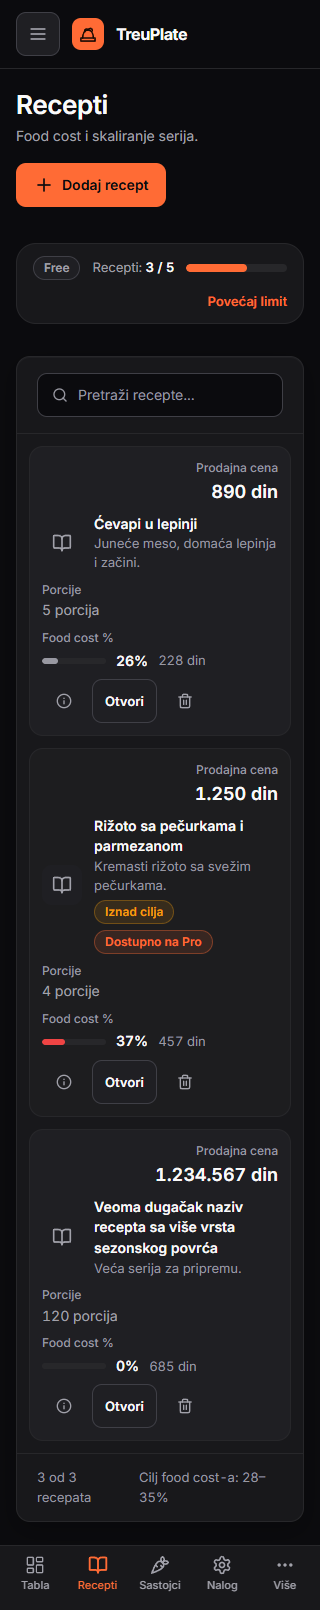 TreuPlate
Recepti
Food cost i skaliranje serija.
Dodaj recept
Free
Recepti: 3 / 5
Povećaj limit
Pretraži recepte...
Prodajna cena
890 din
Ćevapi u lepinji
Juneće meso, domaća lepinja
i začini.
Porcije
5 porcija
Food cost %
26% 228 din
Otvori
Prodajna cena
1.250 din
Rižoto sa pečurkama i
parmezanom
Kremasti rižoto sa svežim
pečurkama.
Iznad cilja
Dostupno na Pro
Porcije
4 porcije
Food cost %
37% 457 din
Otvori
Prodajna cena
1.234.567 din
Veoma dugačak naziv
recepta sa više vrsta
sezonskog povrća
Veća serija za pripremu.
Porcije
120 porcija
Food cost %
0% 685 din
Otvori
3 od 3
recepata
Cilj food cost-a: 28–
35%
Tabla
Recepti
Sastojci
Nalog
Više